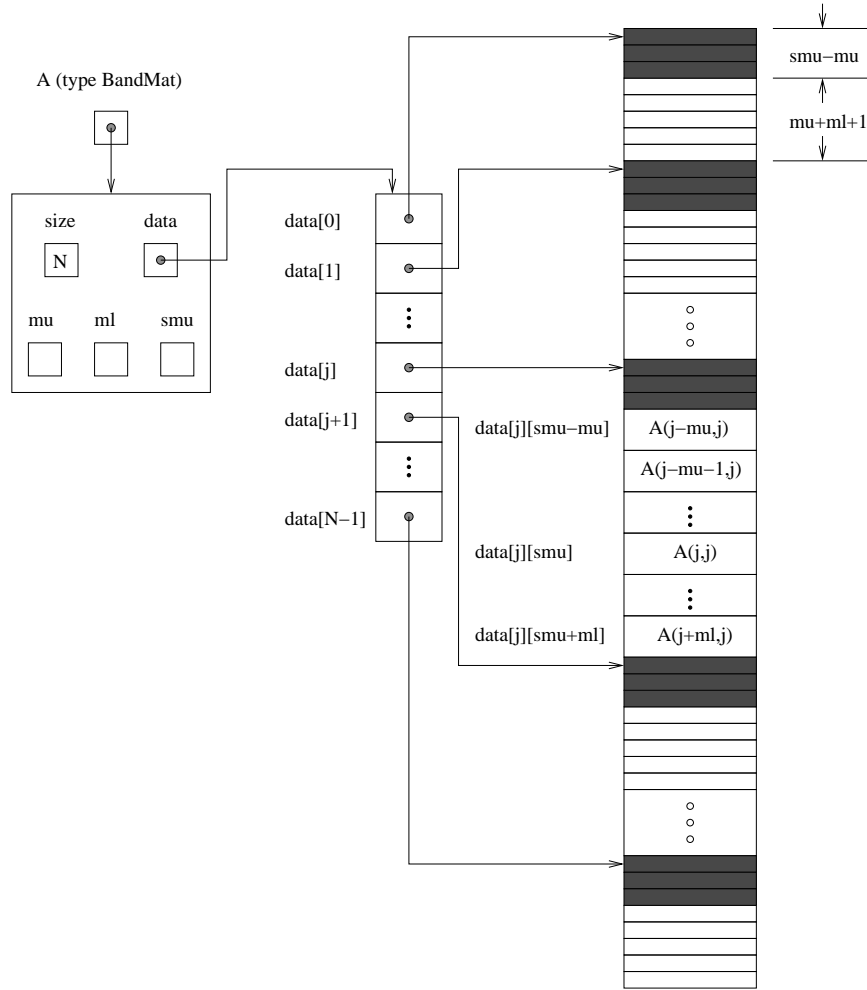 A (type BandMat)
size
data
N
mu
ml
smu
data[0]
data[1]
data[j]
data[j+1]
data[N−1]
smu−mu
mu+ml+1
data[j][smu−mu]
A(j−mu,j)
A(j−mu−1,j)
data[j][smu]
A(j,j)
data[j][smu+ml]
A(j+ml,j)